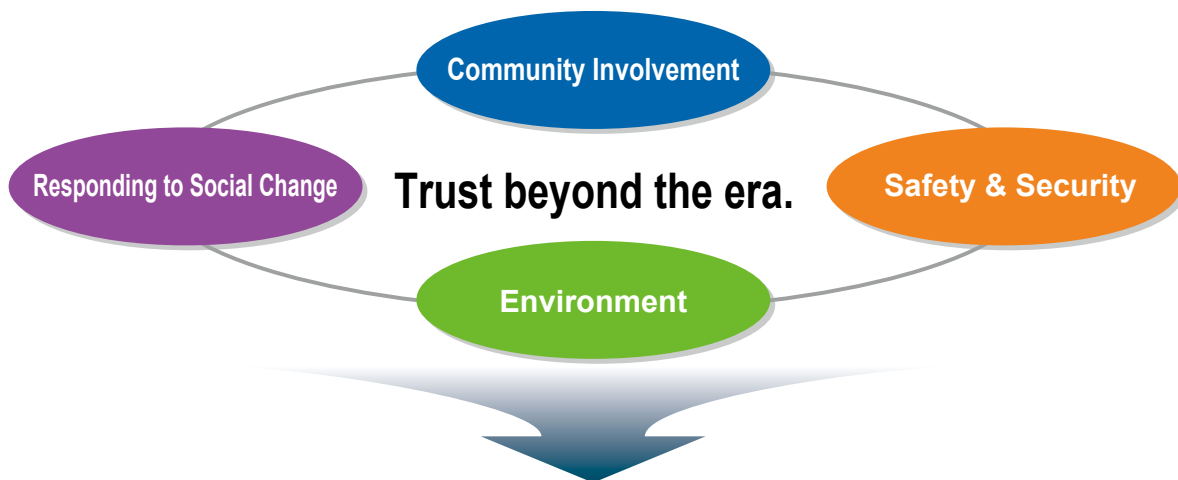 Community Involvement
Responding to Social Change
Trust beyond the era.
Safety & Security
Environment